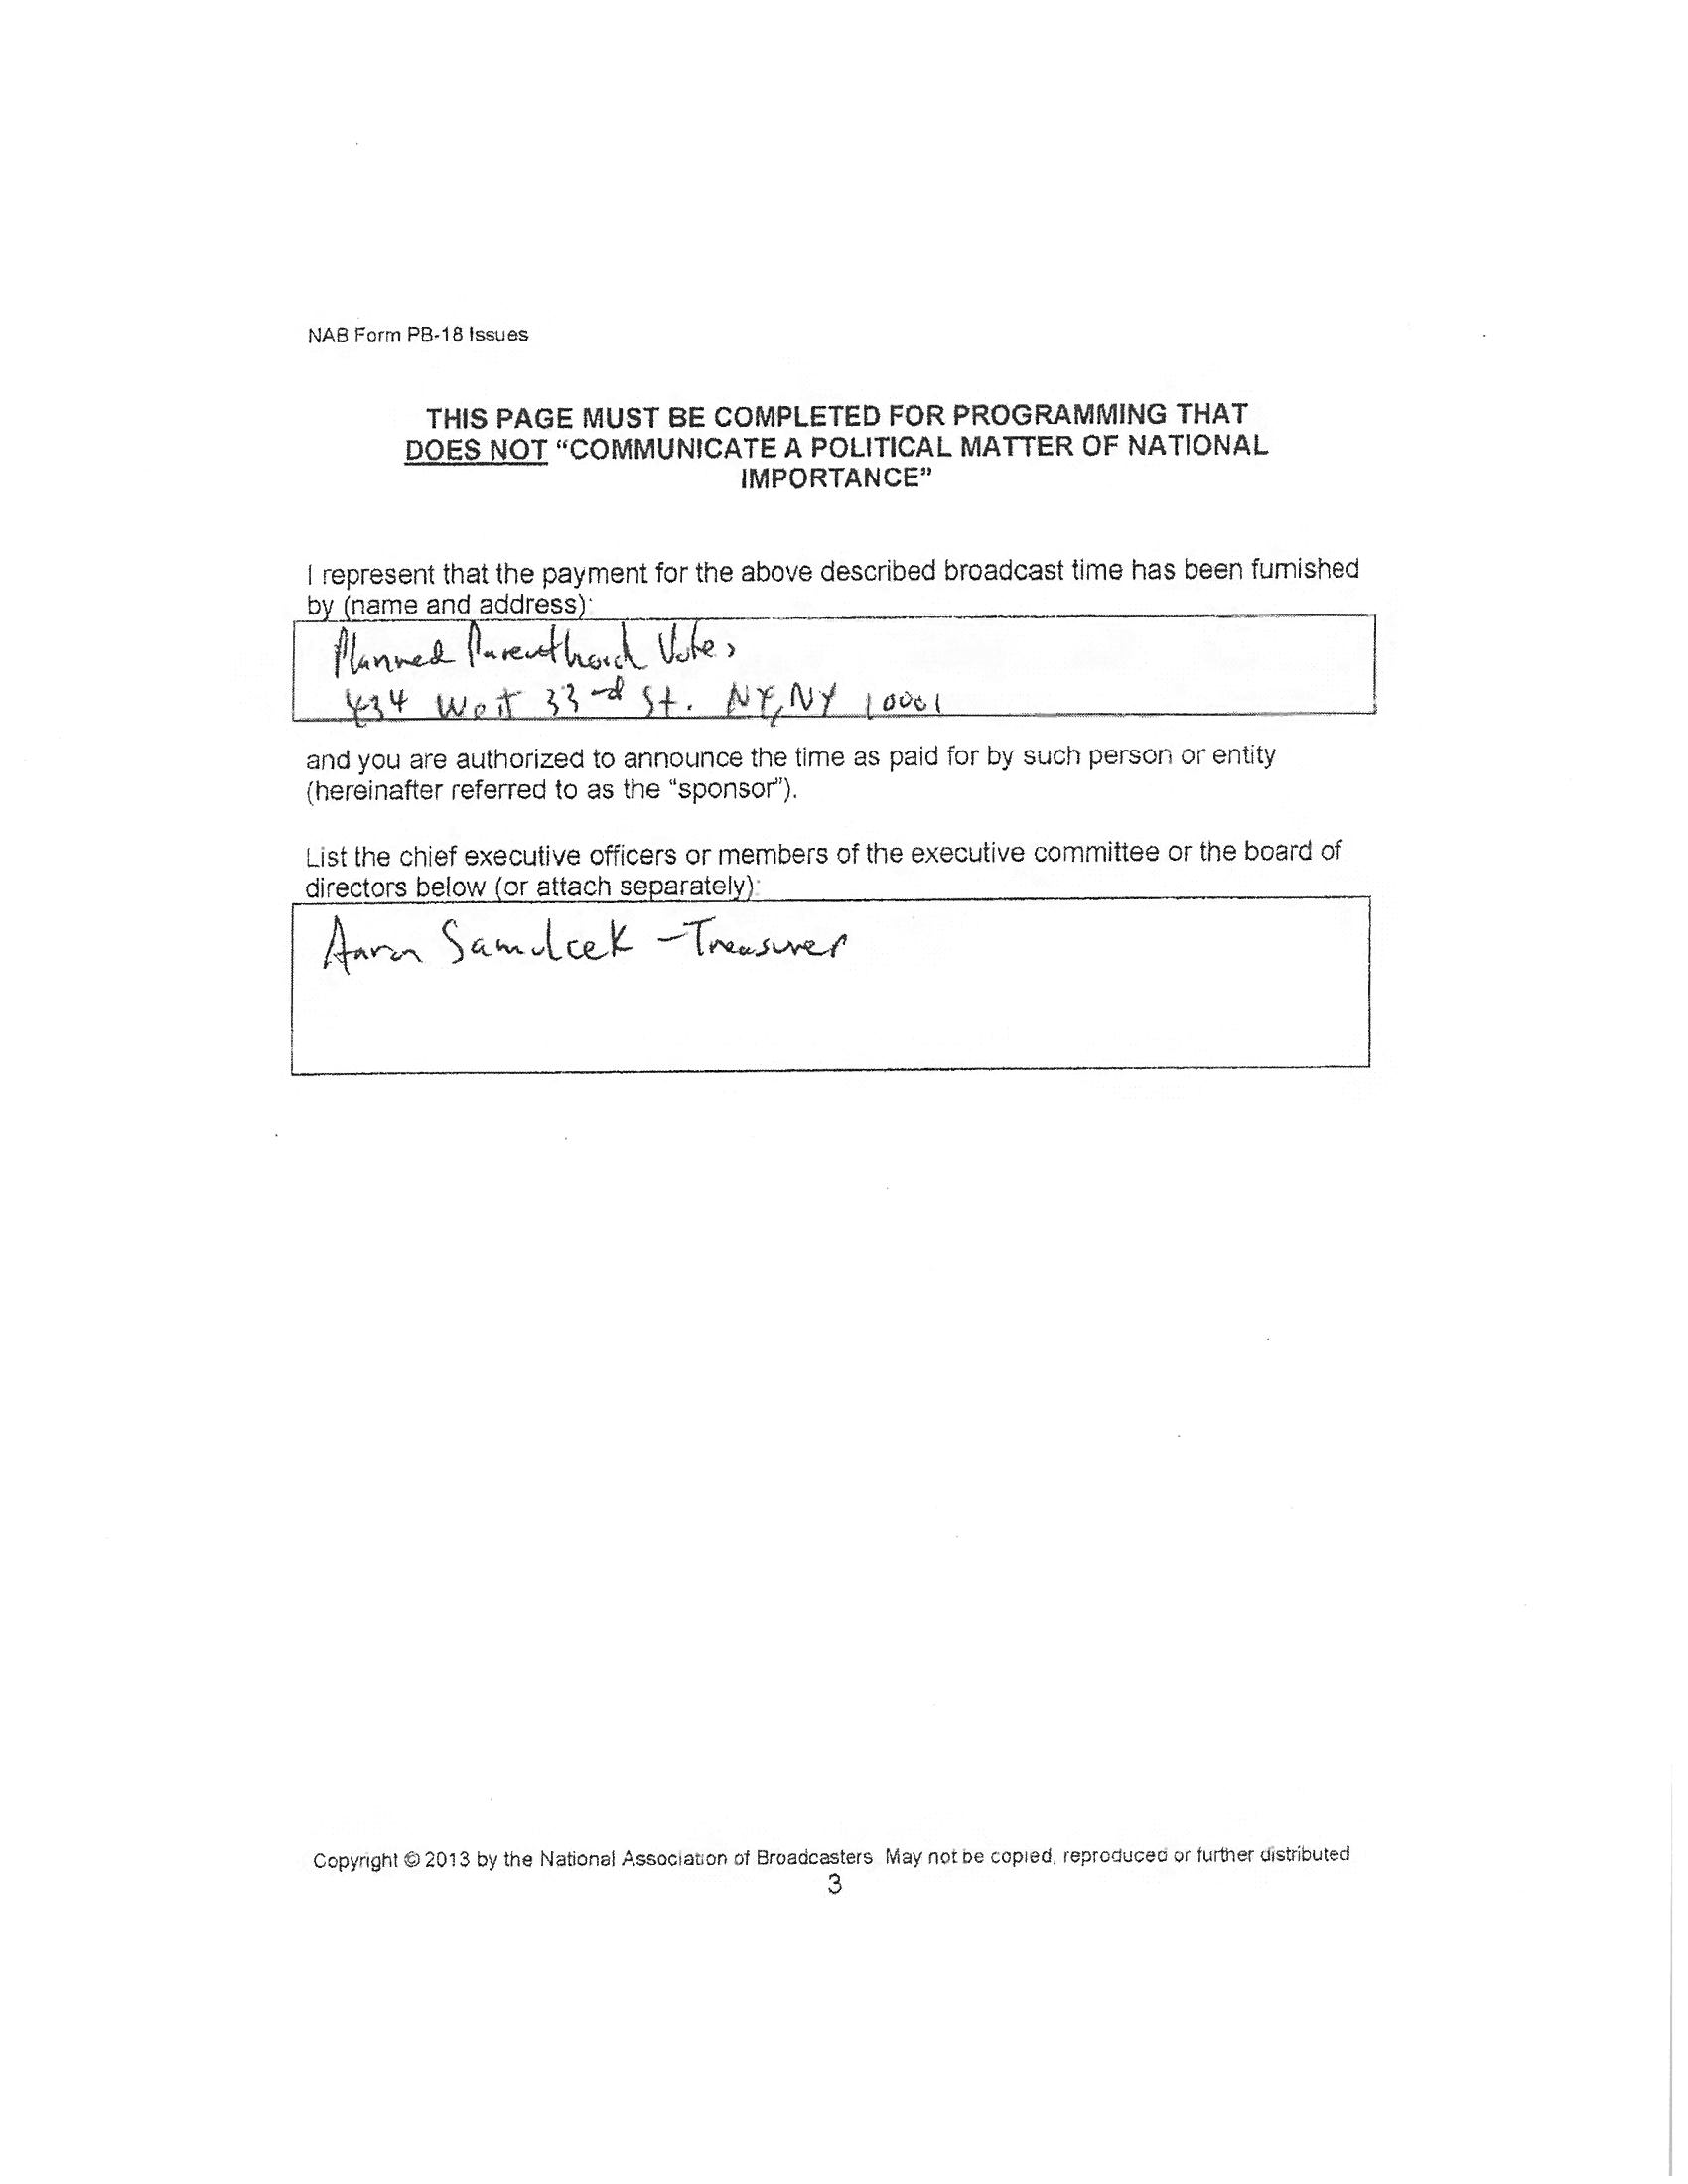 NAB Form PB-18 Issues
THIS PAGE MUST BE COMPLETED FOR PROGRAMMING THAT
DOES NOT “COMMUNICATE A POLITICAL MATTER OF NATIONAL
IMPORTANCE”
I represent that the payment for the above described broadcast time has been furnished
by (name and address):
Planned Parenthood Votes
434 West 33rd St. NY, NY 10001
and you are authorized to announce the time as paid for by such person or entity
(hereinafter referred to as the “sponsor”).
List the chief executive officers or members of the executive committee or the board of
directors below (or attach separately):
Aaron Samulcek - Treasurer
Copyright © 2013 by the National Association of Broadcasters May not be copied, reproduced or further distributed
3